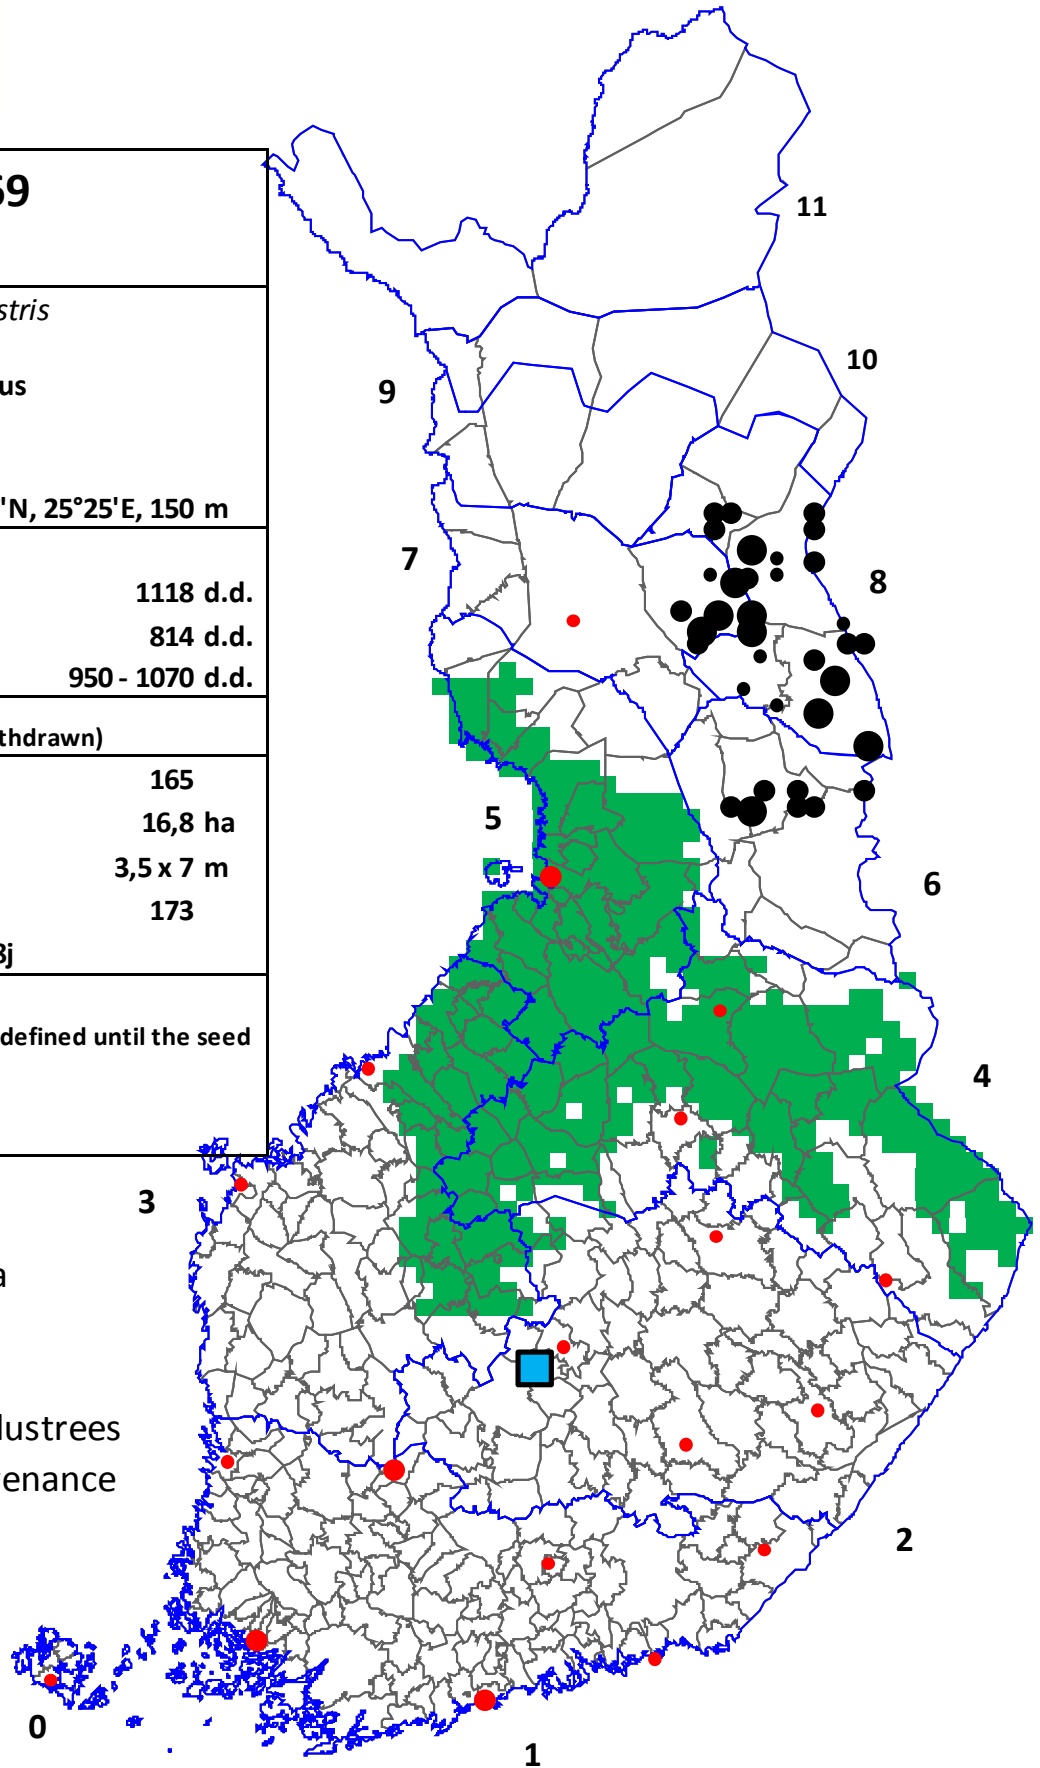 59
stris
us
'N, 25°25'E, 150 m
1118 d.d.
814 d.d.
950 - 1070 d.d.
thdrawn)
165
16,8 ha
3,5 x 7 m
173
3j
defined until the seed
a
lustrees
venance
11
10
9
8
7
6
5
4
3
2
1
0